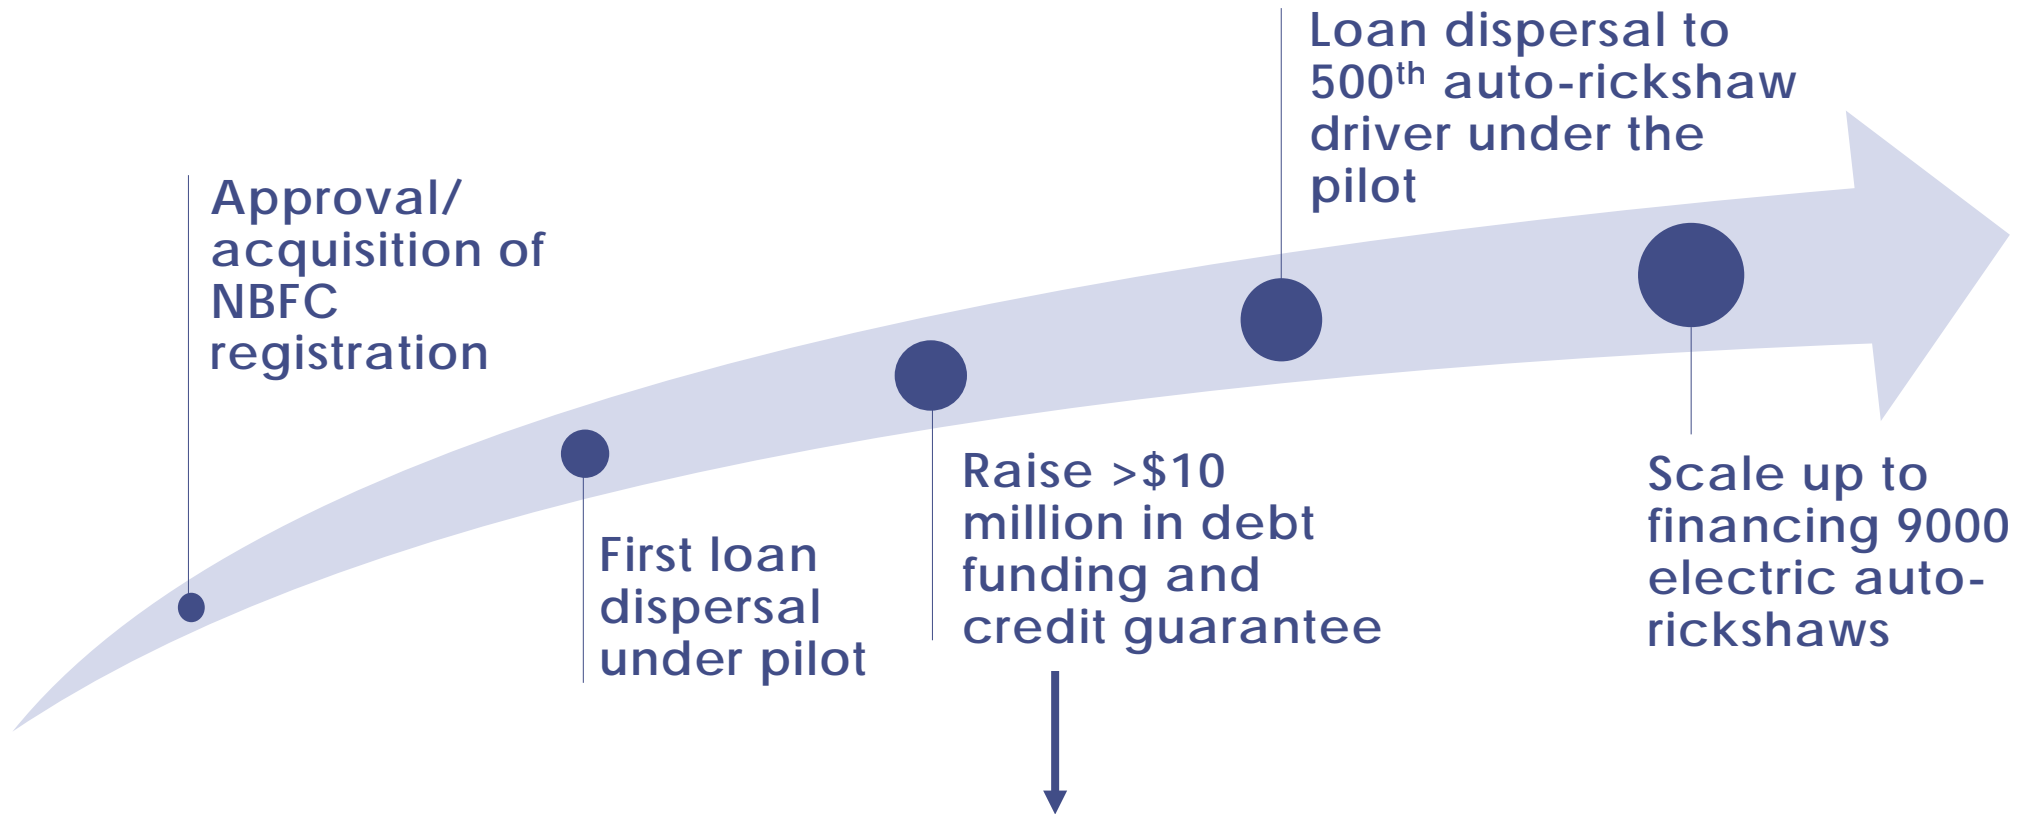 Approval/
acquisition of
NBFC
registration
First loan
dispersal
under pilot
Raise >$10
million in debt
funding and
credit guarantee
Loan dispersal to
500th auto-rickshaw
driver under the
pilot
Scale up to
financing 9000
electric auto-
rickshaws